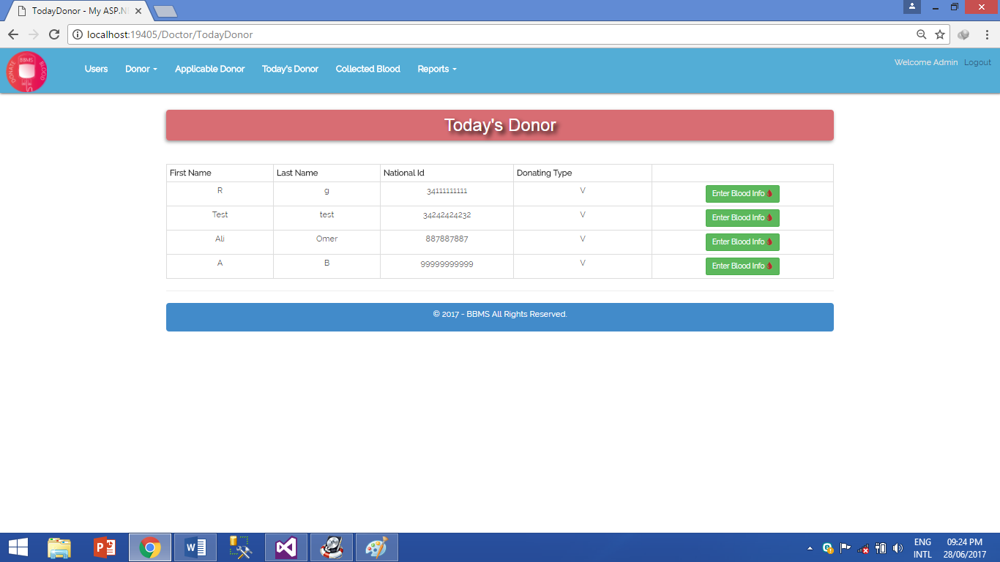 TodayDonor - My ASP.N
localhost:19405/Doctor/TodayDonor
DONATE BBMS BLOOD
Users Donor Applicable Donor Today's Donor Collected Blood Reports Welcome Admin Logout
Today's Donor
First Name Last Name National Id Donating Type
R g 34111111111 V Enter Blood Info
Test test 34242424232 V Enter Blood Info
Ali Omer 887887887 V Enter Blood Info
A B 99999999999 V Enter Blood Info
© 2017 - BBMS All Rights Reserved.
ENG 09:24 PM
INTL 28/06/2017